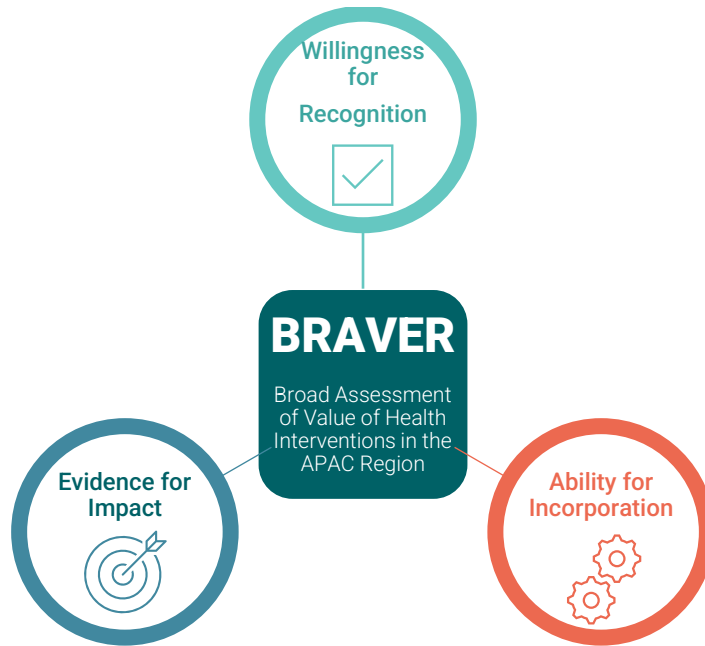 Willingness
for
Recognition
BRAVER
Broad Assessment
of Value of Health
Interventions in the
APAC Region
Evidence for
Impact
Ability for
Incorporation